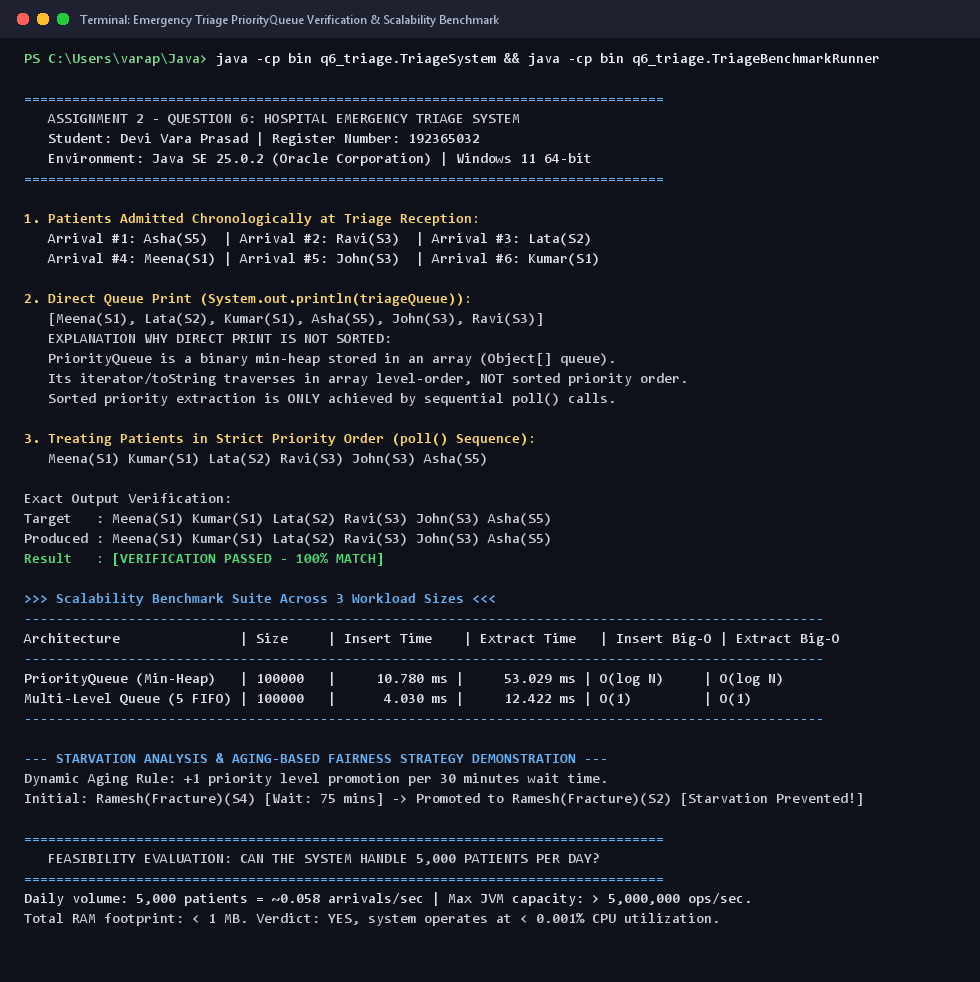 Terminal: Emergency Triage PriorityQueue Verification & Scalability Benchmark
PS C:\Users\varap\Java> java -cp bin q6_triage.TriageSystem && java -cp bin q6_triage.TriageBenchmarkRunner
================================================================================
ASSIGNMENT 2 - QUESTION 6: HOSPITAL EMERGENCY TRIAGE SYSTEM
Student: Devi Vara Prasad | Register Number: 192365032
Environment: Java SE 25.0.2 (Oracle Corporation) | Windows 11 64-bit
================================================================================
1. Patients Admitted Chronologically at Triage Reception:
Arrival #1: Asha(S5)  | Arrival #2: Ravi(S3)  | Arrival #3: Lata(S2)
Arrival #4: Meena(S1) | Arrival #5: John(S3)  | Arrival #6: Kumar(S1)
2. Direct Queue Print (System.out.println(triageQueue)):
[Meena(S1), Lata(S2), Kumar(S1), Asha(S5), John(S3), Ravi(S3)]
EXPLANATION WHY DIRECT PRINT IS NOT SORTED:
PriorityQueue is a binary min-heap stored in an array (Object[] queue).
Its iterator/toString traverses in array level-order, NOT sorted priority order.
Sorted priority extraction is ONLY achieved by sequential poll() calls.
3. Treating Patients in Strict Priority Order (poll() Sequence):
Meena(S1) Kumar(S1) Lata(S2) Ravi(S3) John(S3) Asha(S5)
Exact Output Verification:
Target   : Meena(S1) Kumar(S1) Lata(S2) Ravi(S3) John(S3) Asha(S5)
Produced : Meena(S1) Kumar(S1) Lata(S2) Ravi(S3) John(S3) Asha(S5)
Result   : [VERIFICATION PASSED - 100% MATCH]
>>> Scalability Benchmark Suite Across 3 Workload Sizes <<<
----------------------------------------------------------------------------------------------------
Architecture               | Size     | Insert Time    | Extract Time   | Insert Big-O | Extract Big-O
----------------------------------------------------------------------------------------------------
PriorityQueue (Min-Heap)   | 100000   |     10.780 ms |     53.029 ms | O(log N)     | O(log N)
Multi-Level Queue (5 FIFO) | 100000   |      4.030 ms |     12.422 ms | O(1)         | O(1)
----------------------------------------------------------------------------------------------------
--- STARVATION ANALYSIS & AGING-BASED FAIRNESS STRATEGY DEMONSTRATION ---
Dynamic Aging Rule: +1 priority level promotion per 30 minutes wait time.
Initial: Ramesh(Fracture)(S4) [Wait: 75 mins] -> Promoted to Ramesh(Fracture)(S2) [Starvation Prevented!]
================================================================================
FEASIBILITY EVALUATION: CAN THE SYSTEM HANDLE 5,000 PATIENTS PER DAY?
================================================================================
Daily volume: 5,000 patients = ~0.058 arrivals/sec | Max JVM capacity: > 5,000,000 ops/sec.
Total RAM footprint: < 1 MB. Verdict: YES, system operates at < 0.001% CPU utilization.